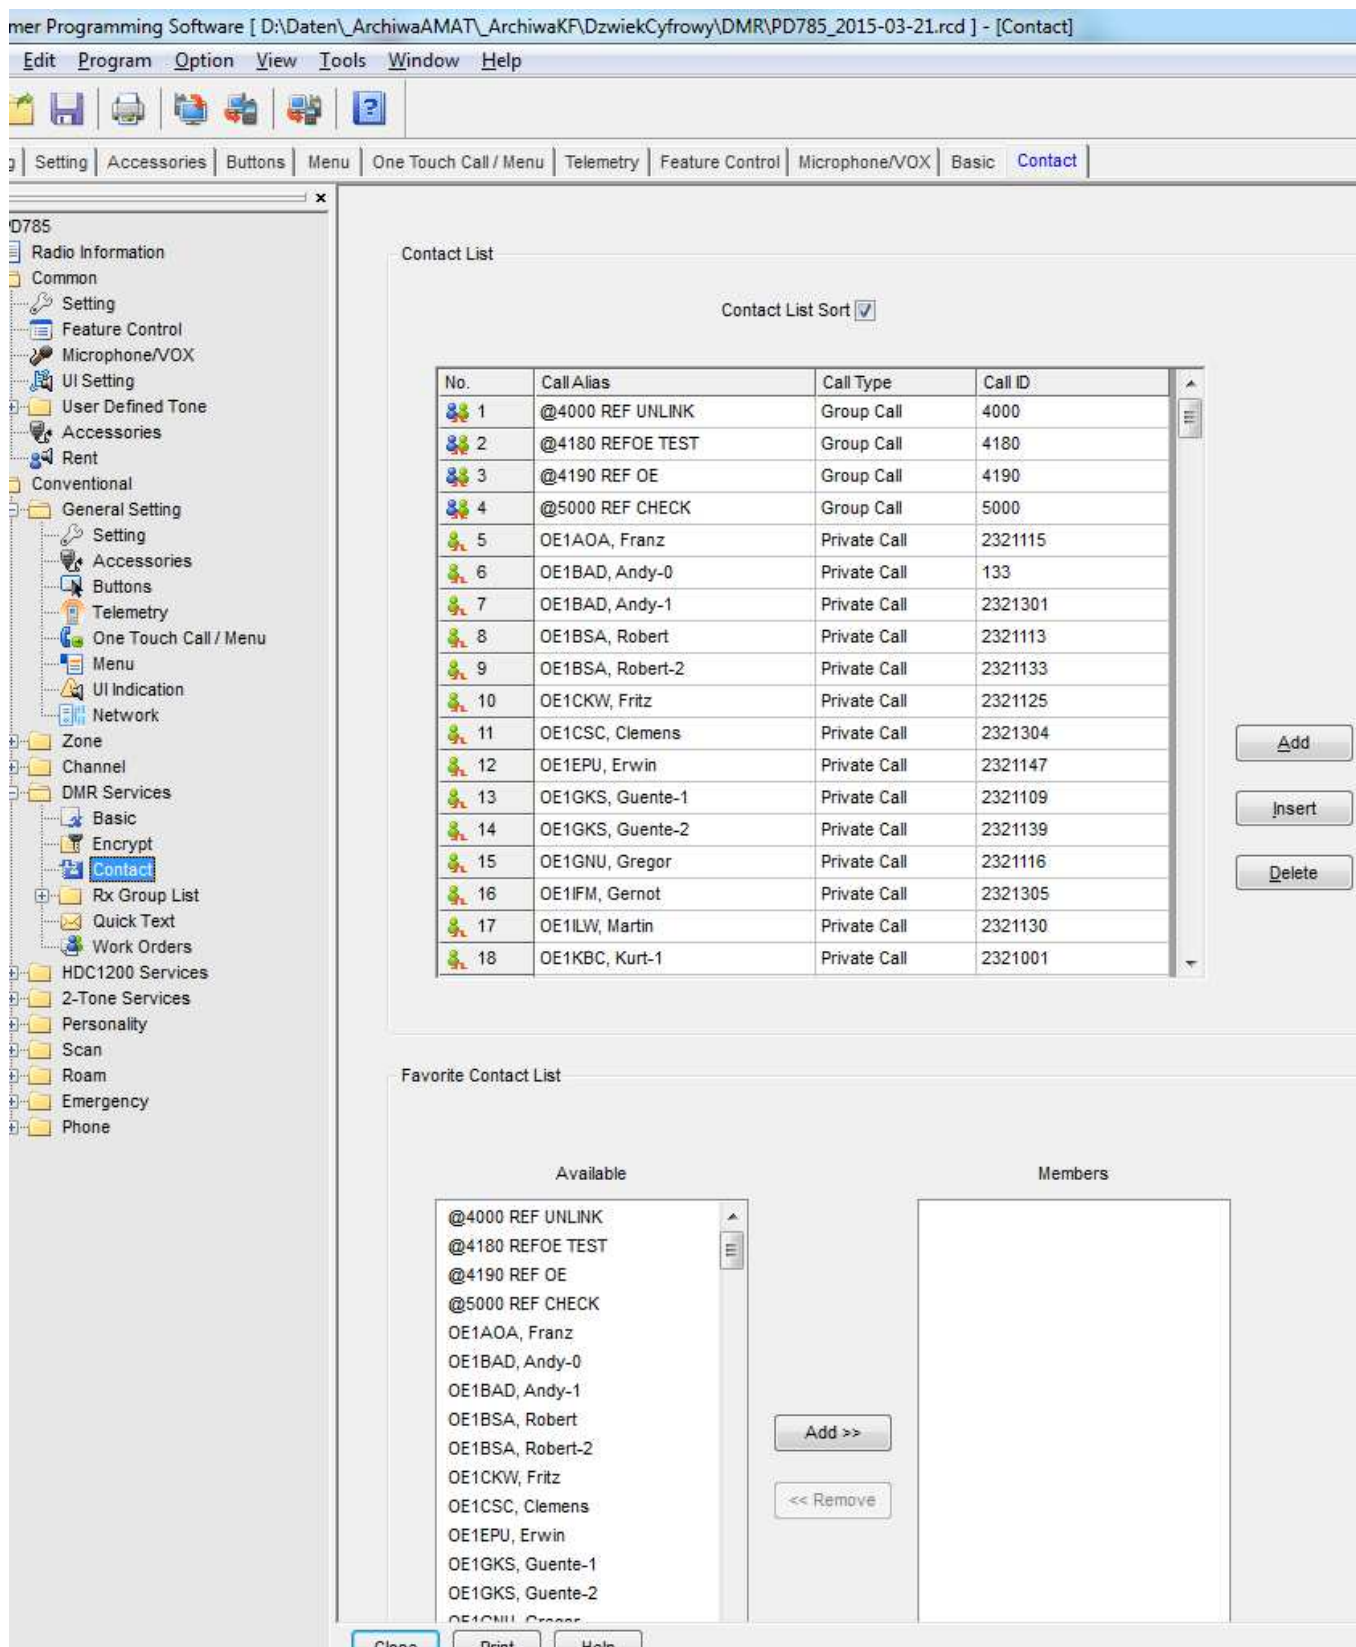 mer Programming Software [ D:\Daten\_ArchiwaAMAT\_ArchiwaKF\DzwiekCyfrowy\DMR\PD785_2015-03-21.rcd ] - [Contact]
Edit Program Option View Tools Window Help
g Setting Accessories Buttons Menu One Touch Call / Menu Telemetry Feature Control Microphone/VOX Basic Contact
PD785
Radio Information
Common
Setting
Feature Control
Microphone/VOX
UI Setting
User Defined Tone
Accessories
Rent
Conventional
General Setting
Setting
Accessories
Buttons
Telemetry
One Touch Call / Menu
Menu
UI Indication
Network
Zone
Channel
DMR Services
Basic
Encrypt
Contact
Rx Group List
Quick Text
Work Orders
HDC1200 Services
2-Tone Services
Personality
Scan
Roam
Emergency
Phone
Contact List
Contact List Sort
No. Call Alias Call Type Call ID
1 @4000 REF UNLINK Group Call 4000
2 @4180 REFOE TEST Group Call 4180
3 @4190 REF OE Group Call 4190
4 @5000 REF CHECK Group Call 5000
5 OE1AOA, Franz Private Call 2321115
6 OE1BAD, Andy-0 Private Call 133
7 OE1BAD, Andy-1 Private Call 2321301
8 OE1BSA, Robert Private Call 2321113
9 OE1BSA, Robert-2 Private Call 2321133
10 OE1CKW, Fritz Private Call 2321125
11 OE1CSC, Clemens Private Call 2321304
12 OE1EPU, Erwin Private Call 2321147
13 OE1GKS, Guente-1 Private Call 2321109
14 OE1GKS, Guente-2 Private Call 2321139
15 OE1GNU, Gregor Private Call 2321116
16 OE1IFM, Gernot Private Call 2321305
17 OE1ILW, Martin Private Call 2321130
18 OE1KBC, Kurt-1 Private Call 2321001
Add
Insert
Delete
Favorite Contact List
Available
Members
@4000 REF UNLINK
@4180 REFOE TEST
@4190 REF OE
@5000 REF CHECK
OE1AOA, Franz
OE1BAD, Andy-0
OE1BAD, Andy-1
OE1BSA, Robert
OE1BSA, Robert-2
OE1CKW, Fritz
OE1CSC, Clemens
OE1EPU, Erwin
OE1GKS, Guente-1
OE1GKS, Guente-2
OE1GNU, Gregor
Add >>
<< Remove
Close Print Help